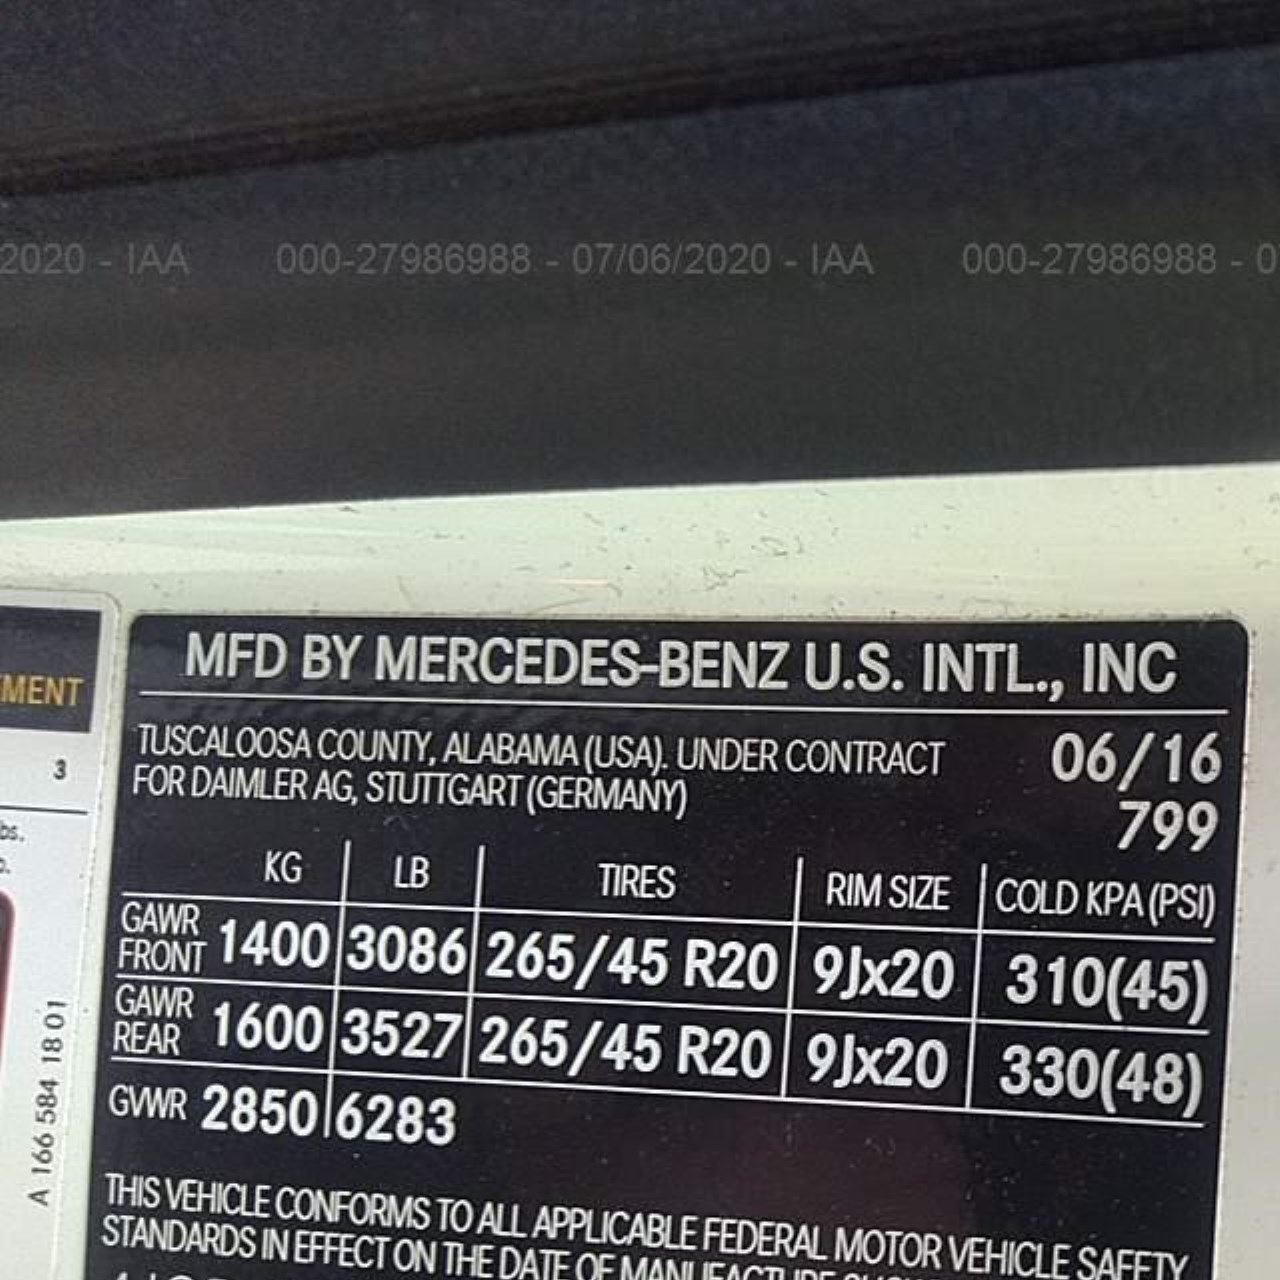 2020 - IAA 000-27986988 - 07/06/2020 - IAA 000-27986988 - 0
MFD BY MERCEDES-BENZ U.S. INTL., INC
TUSCALOOSA COUNTY, ALABAMA (USA). UNDER CONTRACT
FOR DAIMLER AG, STUTTGART (GERMANY)
06/16
799
KG LB TIRES RIM SIZE COLD KPA (PSI)
GAWR FRONT 1400 3086 265/45 R20 9Jx20 310(45)
GAWR REAR 1600 3527 265/45 R20 9Jx20 330(48)
GVWR 2850 6283
THIS VEHICLE CONFORMS TO ALL APPLICABLE FEDERAL MOTOR VEHICLE SAFETY
STANDARDS IN EFFECT ON THE DATE OF MANUFACTURE
MENT
3
bs.
A 166 584 18 01